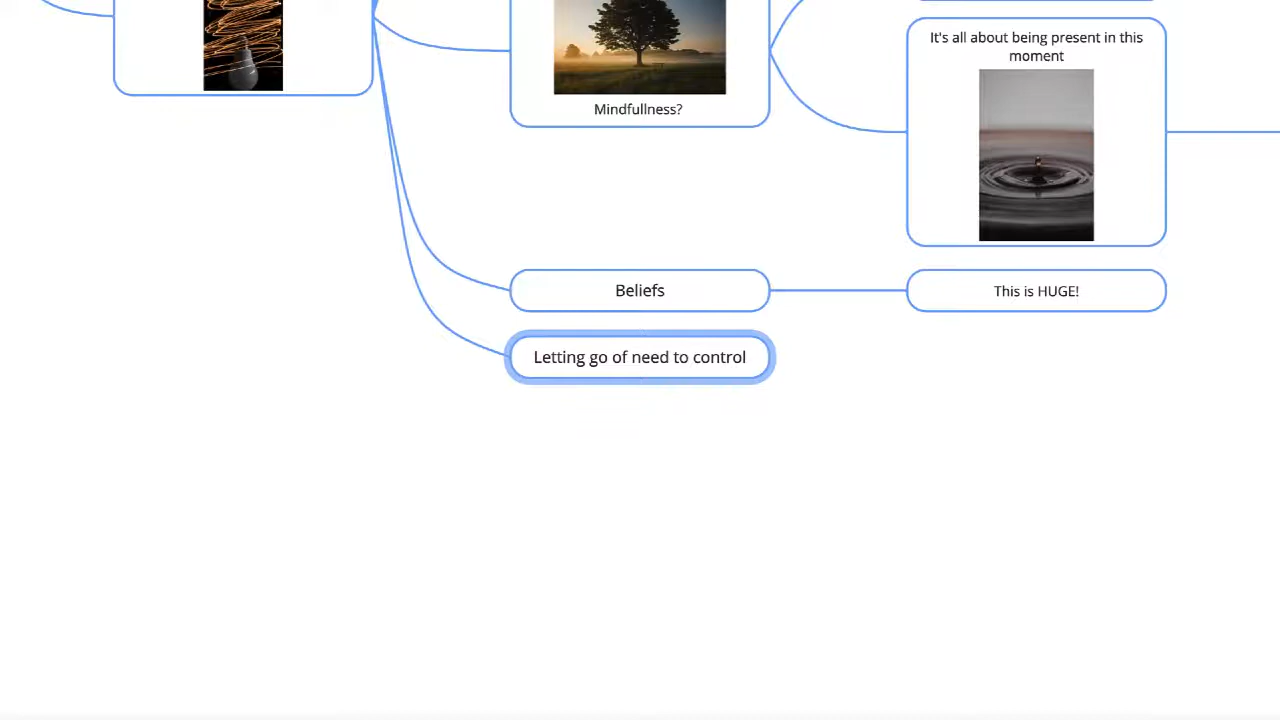 It's all about being present in this
moment
Mindfullness?
Beliefs
This is HUGE!
Letting go of need to control